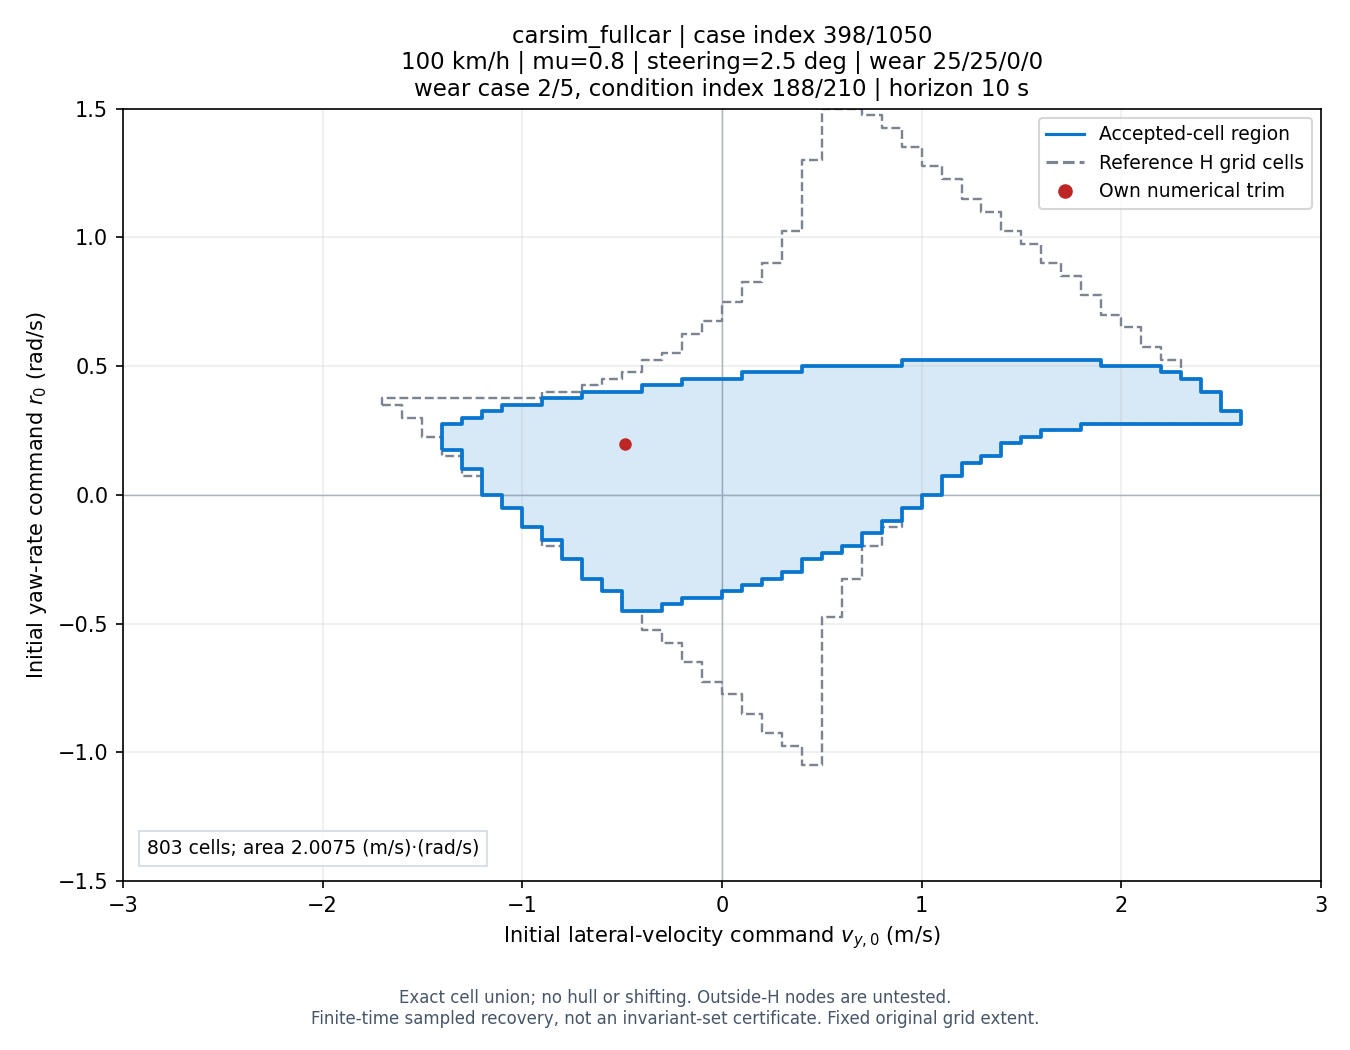 carsim_fullcar | case index 398/1050
100 km/h | mu=0.8 | steering=2.5 deg | wear 25/25/0/0
wear case 2/5, condition index 188/210 | horizon 10 s
Accepted-cell region
Reference H grid cells
Own numerical trim
1.5
1.0
0.5
0.0
−0.5
−1.0
−1.5
Initial yaw-rate command r₀ (rad/s)
803 cells; area 2.0075 (m/s)·(rad/s)
−3 −2 −1 0 1 2 3
Initial lateral-velocity command v_{y,0} (m/s)
Exact cell union; no hull or shifting. Outside-H nodes are untested.
Finite-time sampled recovery, not an invariant-set certificate. Fixed original grid extent.